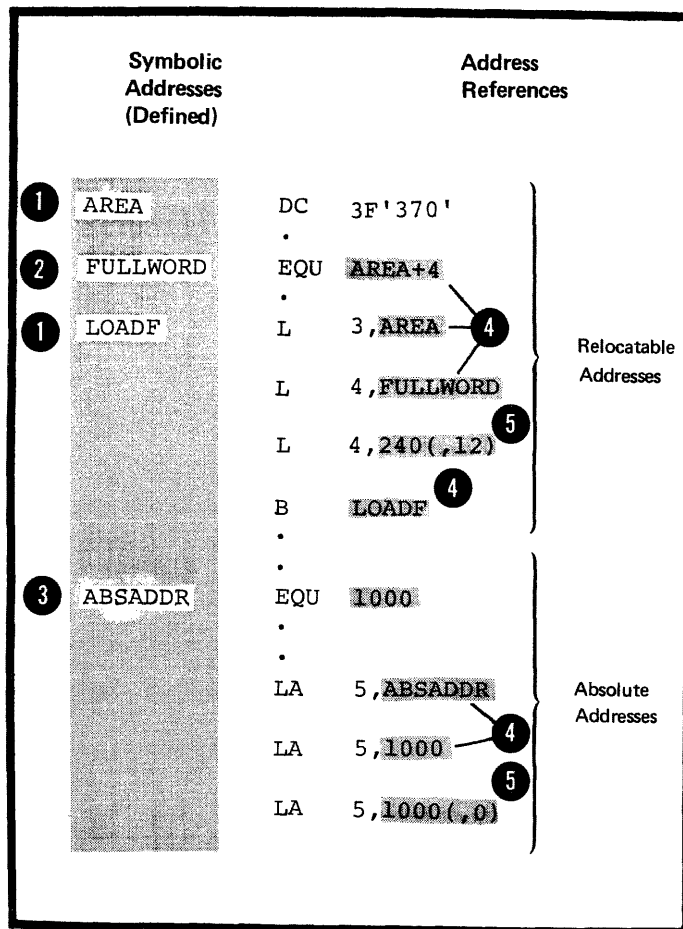 Symbolic Addresses (Defined)
Address References
1 AREA DC 3F'370'
.
2 FULLWORD EQU AREA+4
.
4
1 LOADF L 3,AREA
Relocatable Addresses
L 4,FULLWORD
5
L 4,240(,12)
4
B LOADF
.
.
3 ABSADDR EQU 1000
.
.
LA 5,ABSADDR
Absolute Addresses
4
LA 5,1000
5
LA 5,1000(,0)